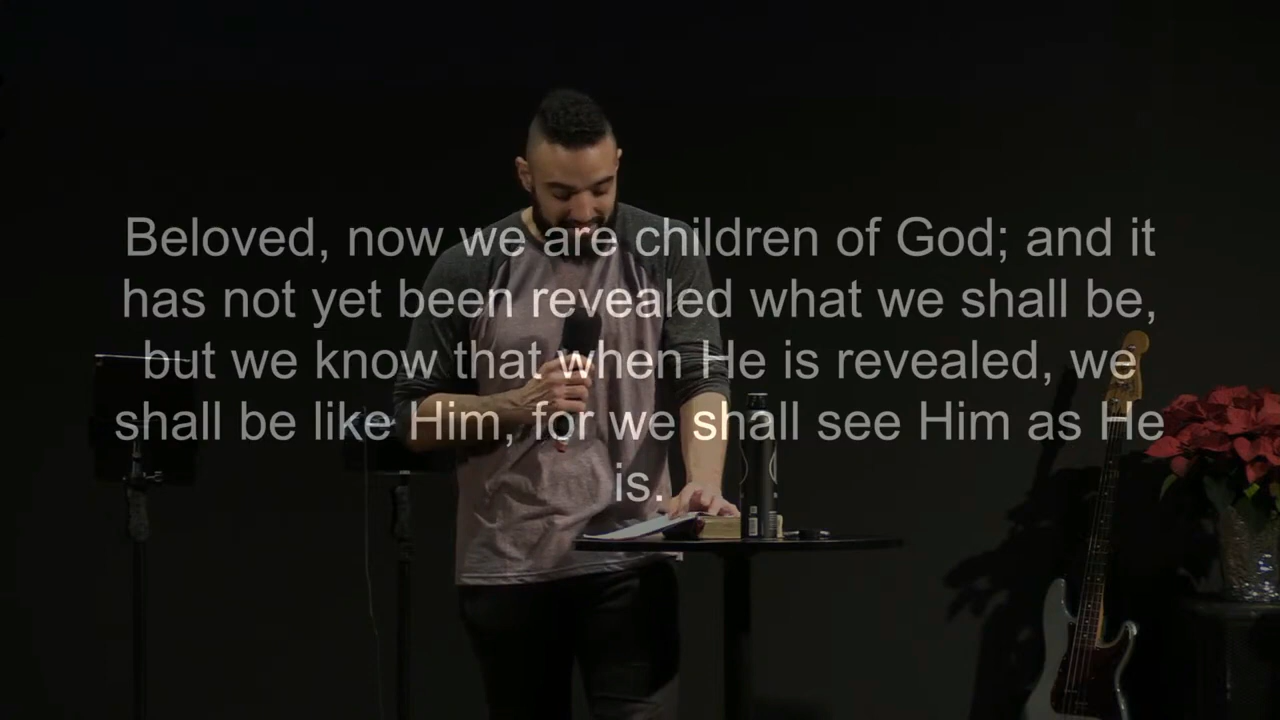 Beloved, now we are children of God; and it
has not yet been revealed what we shall be,
but we know that when He is revealed, we
shall be like Him, for we shall see Him as He
is.